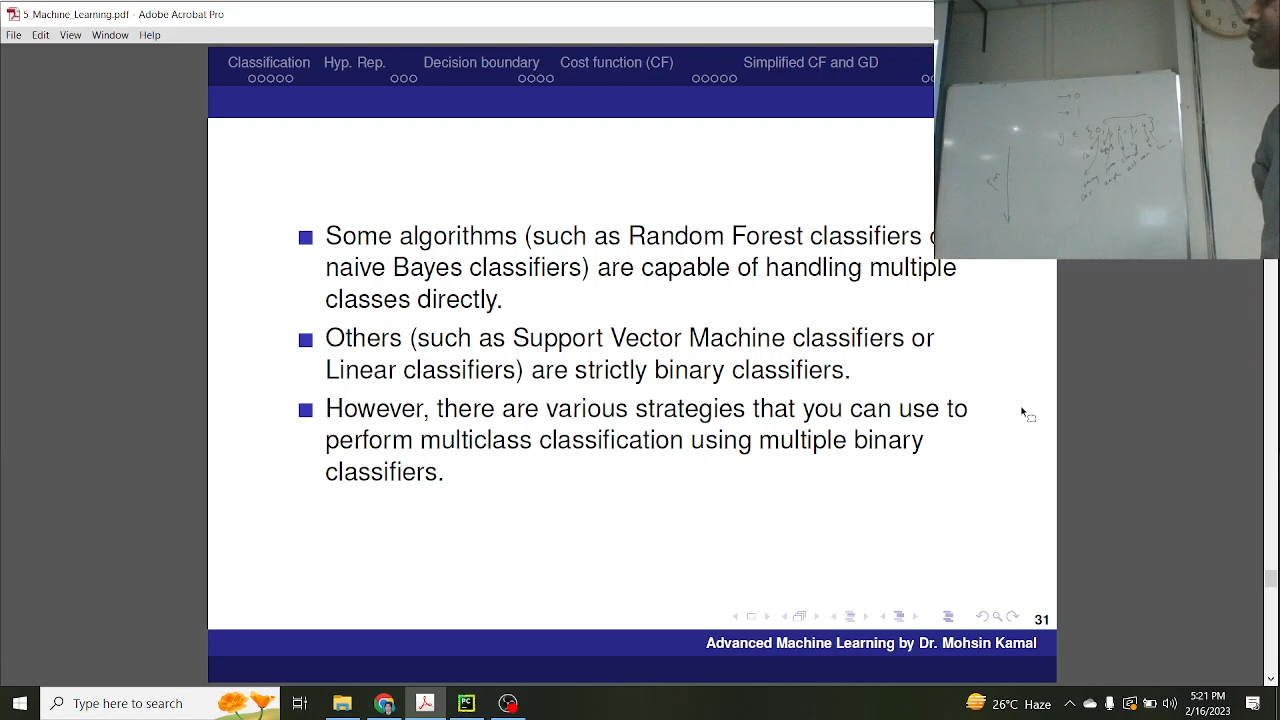 5_Machine_Learning.pdf - Adobe Acrobat Pro
File Edit View Window Help
Classification Hyp. Rep. Decision boundary Cost function (CF) Simplified CF and GD
→ 0
→ 1
Some algorithms (such as Random Forest classifiers
naive Bayes classifiers) are capable of handling multiple
classes directly.
Others (such as Support Vector Machine classifiers or
Linear classifiers) are strictly binary classifiers.
However, there are various strategies that you can use to
perform multiclass classification using multiple binary
classifiers.
31
Advanced Machine Learning by Dr. Mohsin Kamal
Type here to search
PC
26°C Haze
5:21 PM
2/16/2023